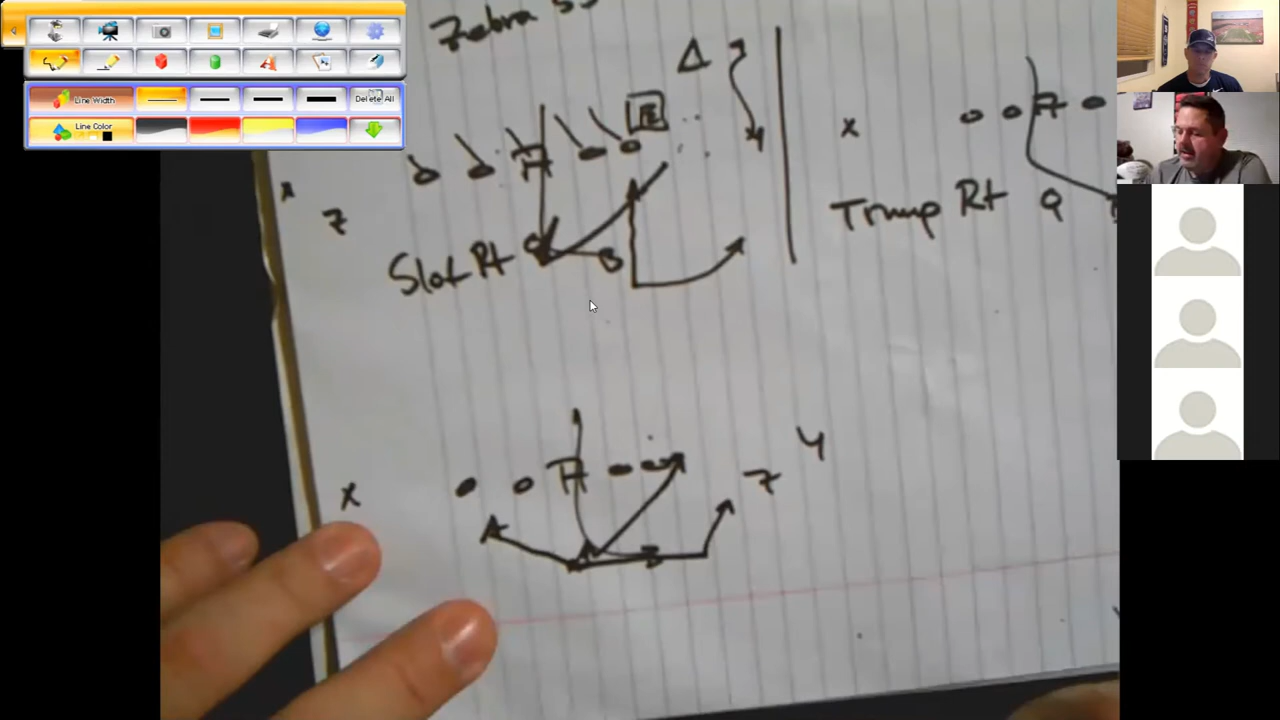 Line Width
Delete All
Line Color
Zebra
Δ
E
x
x
z
Slot Rt
B
Trump Rt
Q
x
A
B
z
y